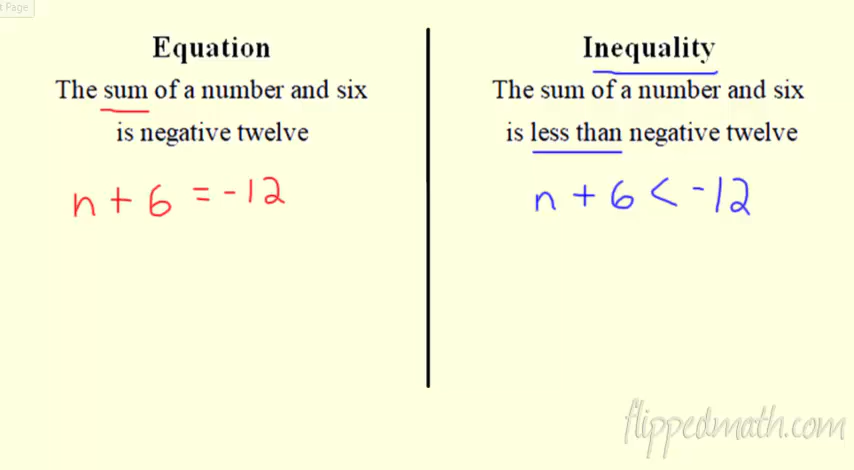 t Page
Equation
The sum of a number and six
is negative twelve
n + 6 = -12
Inequality
The sum of a number and six
is less than negative twelve
n + 6 < -12
flippedmath.com